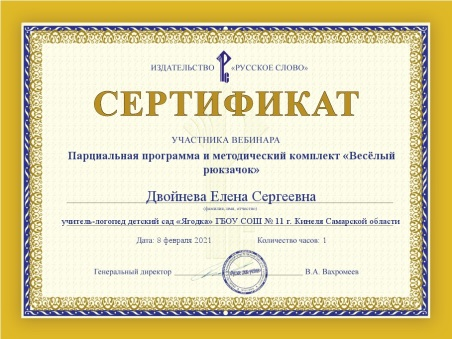 ИЗДАТЕЛЬСТВО «РУССКОЕ СЛОВО»
СЕРТИФИКАТ
УЧАСТНИКА ВЕБИНАРА
Парциальная программа и методический комплект «Весёлый
рюкзачок»
Двойнева Елена Сергеевна
(фамилия, имя, отчество)
учитель-логопед детский сад «Ягодка» ГБОУ СОШ № 11 г. Кинеля Самарской области
Дата: 8 февраля 2021 Количество часов: 1
Генеральный директор В.А. Вахромеев